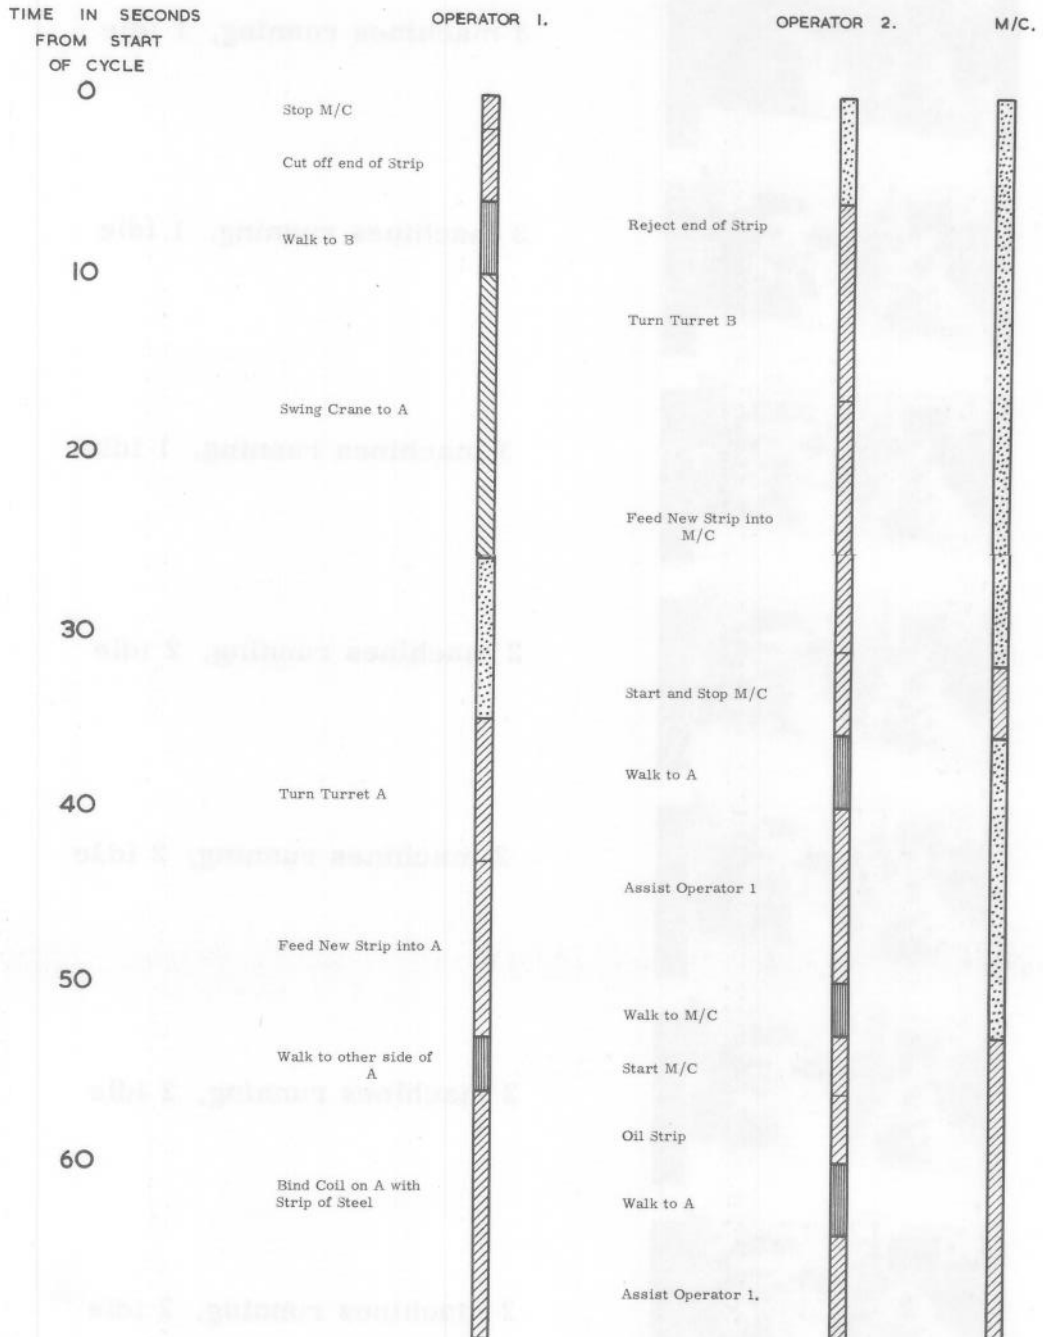 TIME IN SECONDS
FROM START
OF CYCLE
0
10
20
30
40
50
60
OPERATOR 1.
Stop M/C
Cut off end of Strip
Walk to B
Swing Crane to A
Turn Turret A
Feed New Strip into A
Walk to other side of
A
Bind Coil on A with
Strip of Steel
OPERATOR 2.
Reject end of Strip
Turn Turret B
Feed New Strip into
M/C
Start and Stop M/C
Walk to A
Assist Operator 1
Walk to M/C
Start M/C
Oil Strip
Walk to A
Assist Operator 1.
M/C.